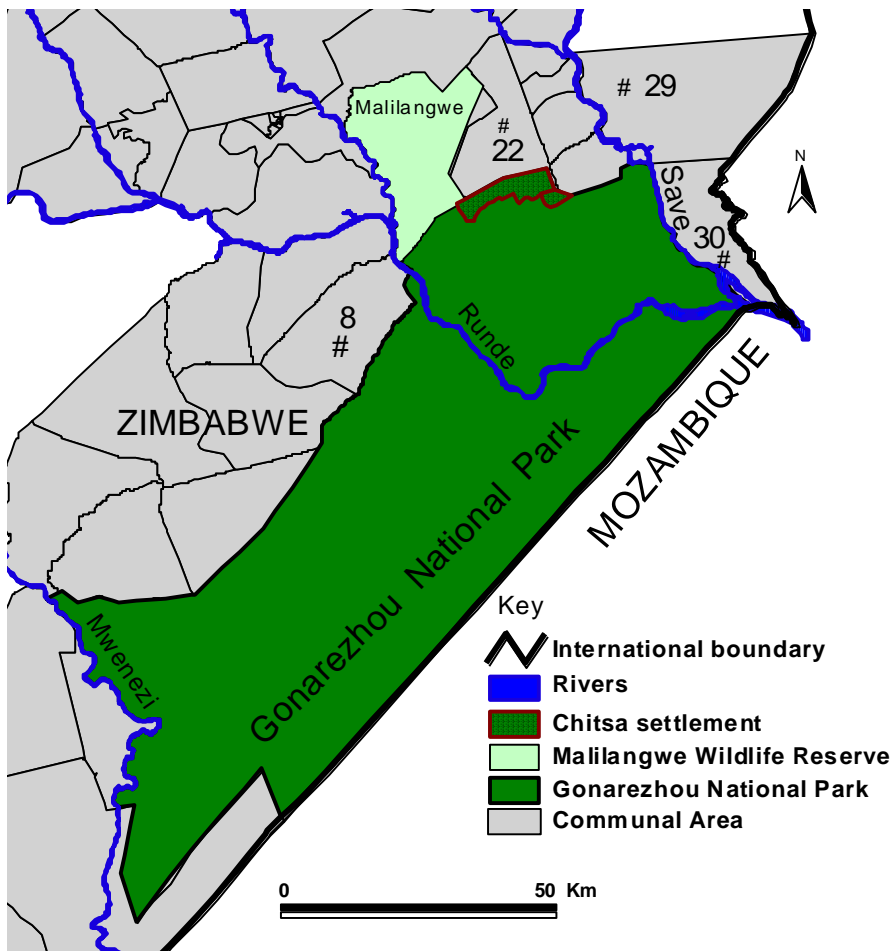 Malilangwe
# 29
#
22
N
Save
30
#
8
#
Runde
ZIMBABWE
MOZAMBIQUE
Gonarezhou National Park
Mwenezi
Key
International boundary
Rivers
Chitsa settlement
Malilangwe Wildlife Reserve
Gonarezhou National Park
Communal Area
0 50 Km